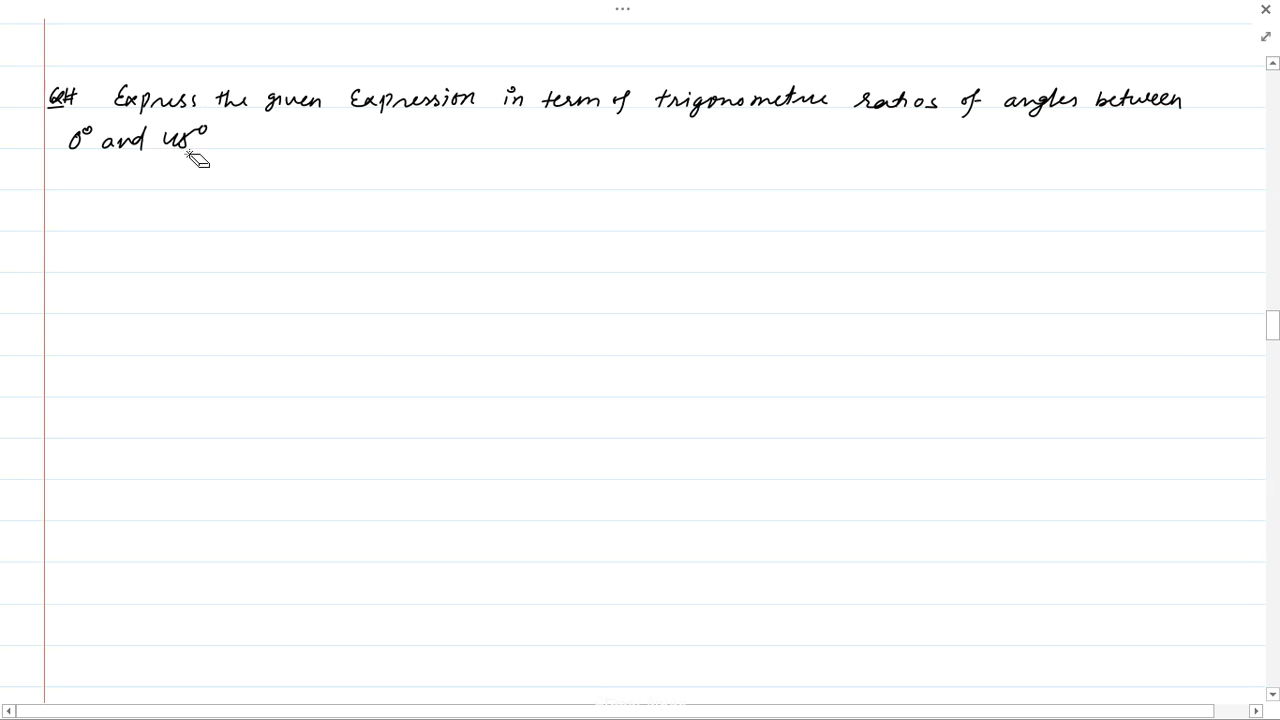 Q4 Express the given Expression in term of trigonometric ratios of angles between
0° and 45°